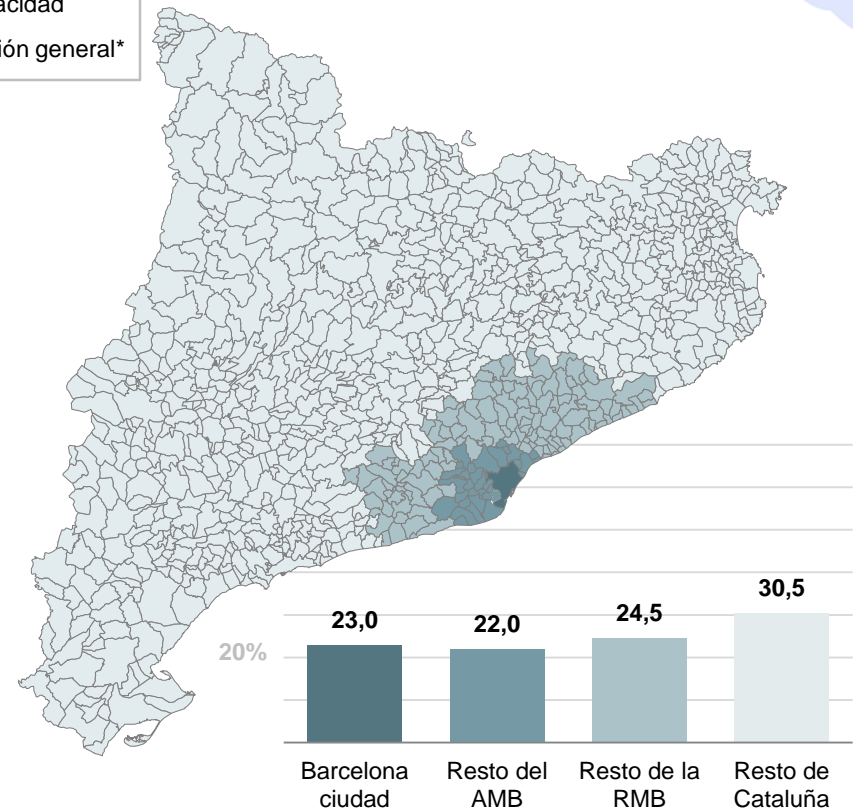 ión general*
30,5
24,5
23,0
22,0
20%
Barcelona ciudad
Resto del AMB
Resto de la RMB
Resto de Cataluña